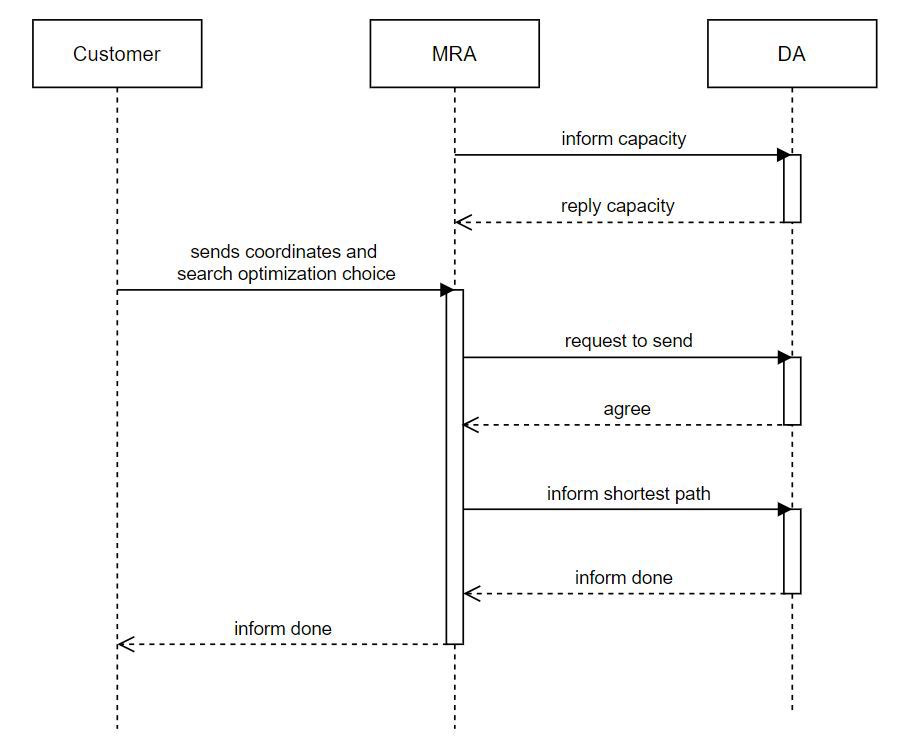 Customer
MRA
DA
inform capacity
reply capacity
sends coordinates and
search optimization choice
request to send
agree
inform shortest path
inform done
inform done